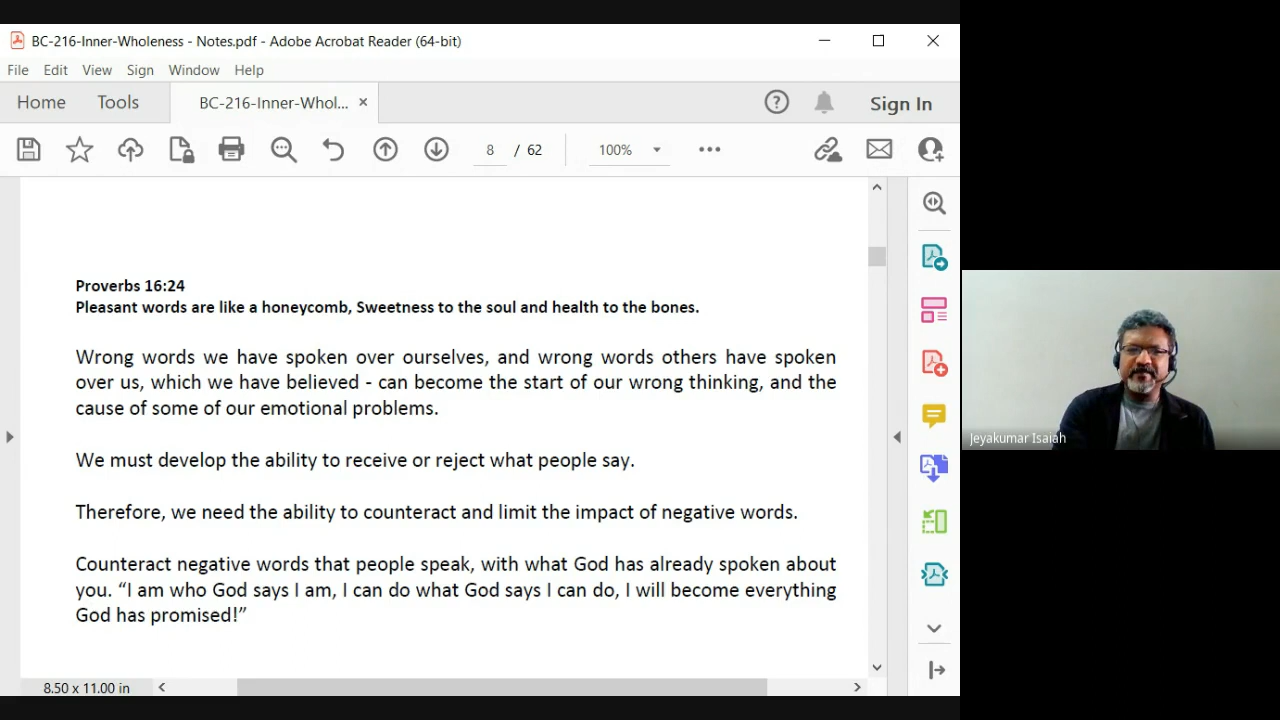 BC-216-Inner-Wholeness - Notes.pdf - Adobe Acrobat Reader (64-bit)
File Edit View Sign Window Help
Home Tools BC-216-Inner-Whol... × Sign In
8 / 62 100%
Proverbs 16:24
Pleasant words are like a honeycomb, Sweetness to the soul and health to the bones.
Wrong words we have spoken over ourselves, and wrong words others have spoken
over us, which we have believed - can become the start of our wrong thinking, and the
cause of some of our emotional problems.
We must develop the ability to receive or reject what people say.
Therefore, we need the ability to counteract and limit the impact of negative words.
Counteract negative words that people speak, with what God has already spoken about
you. “I am who God says I am, I can do what God says I can do, I will become everything
God has promised!”
8.50 x 11.00 in
Jeyakumar Isaiah